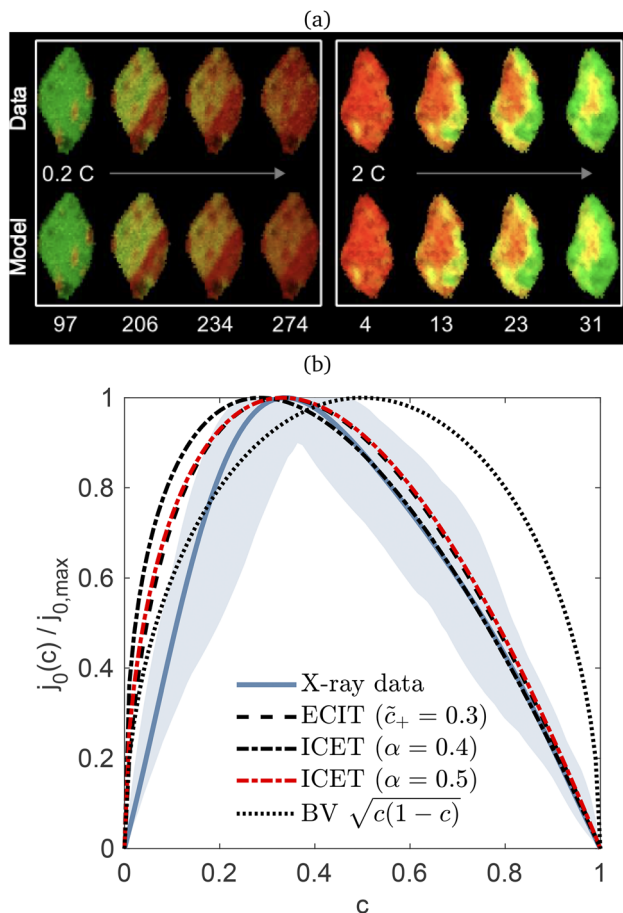 (a)
Data
0.2 C
2 C
Model
97 206 234 274 4 13 23 31
(b)
1
0.8
0.6
0.4
0.2
0
j₀(c) / j₀,max
X-ray data
ECIT (c̃₊ = 0.3)
ICET (α = 0.4)
ICET (α = 0.5)
BV √c(1 − c)
0 0.2 0.4 0.6 0.8 1
c